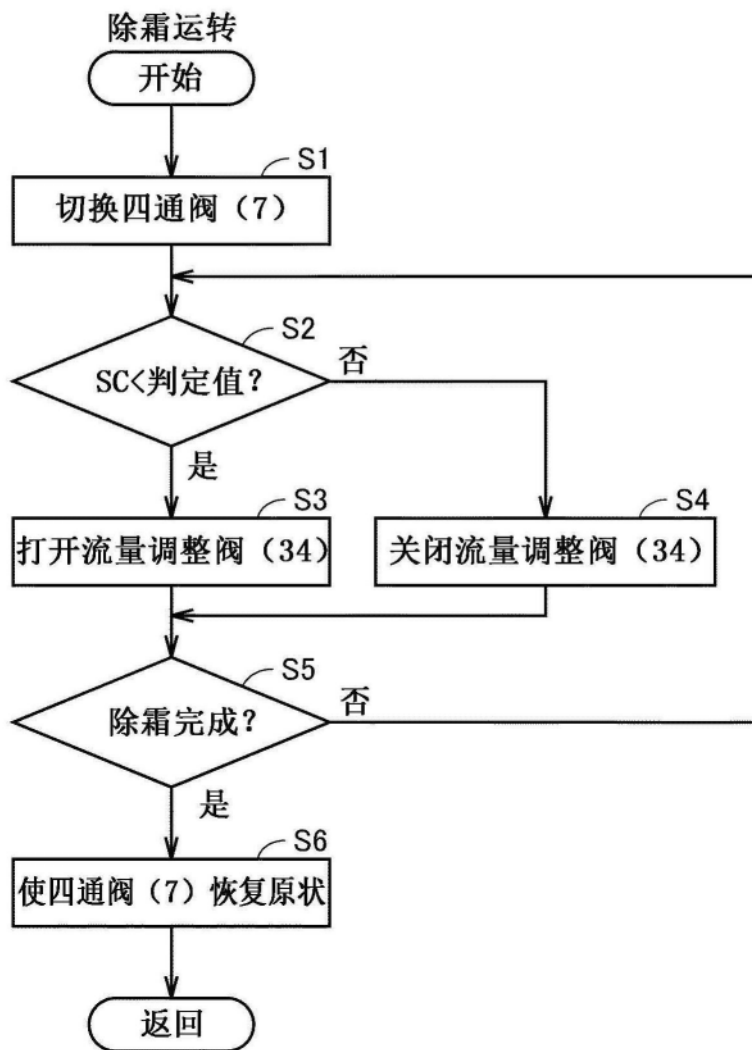 除霜运转
开始
S1
切换四通阀（7）
S2
SC<判定值？
否
是
S3
打开流量调整阀（34）
S4
关闭流量调整阀（34）
S5
除霜完成？
否
是
S6
使四通阀（7）恢复原状
返回